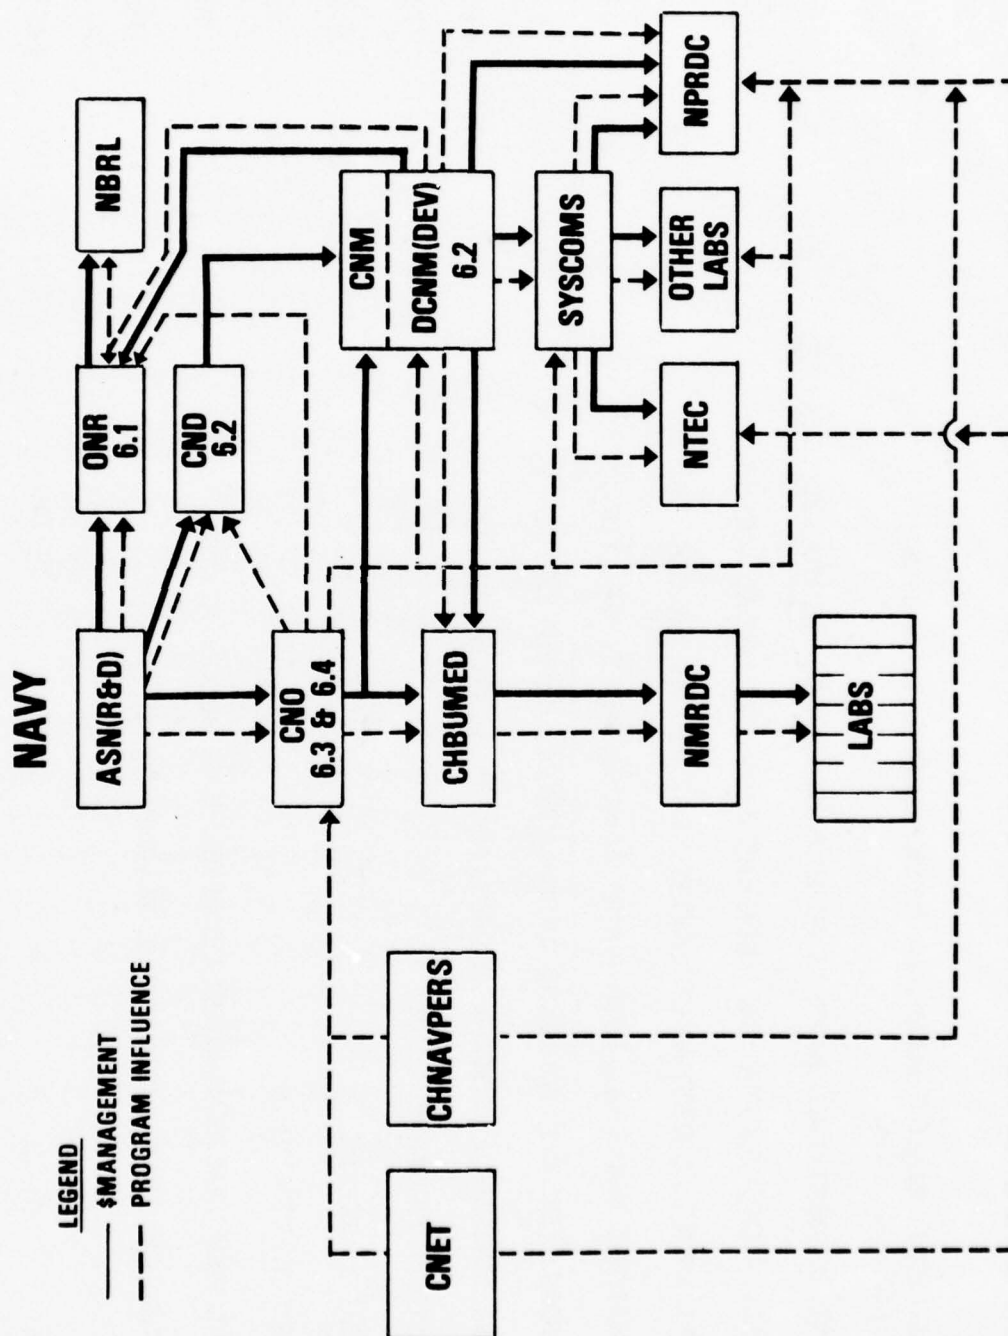 NAVY
LEGEND
$MANAGEMENT
PROGRAM INFLUENCE
ASN(R&D)
ONR
6.1
NBRL
CND
6.2
CNO
6.3 & 6.4
CNM
DCNM(DEV)
6.2
CHBUMED
SYSCOMS
CNET
CHNAVPERS
NMRDC
NTEC
OTHER
LABS
NPRDC
LABS